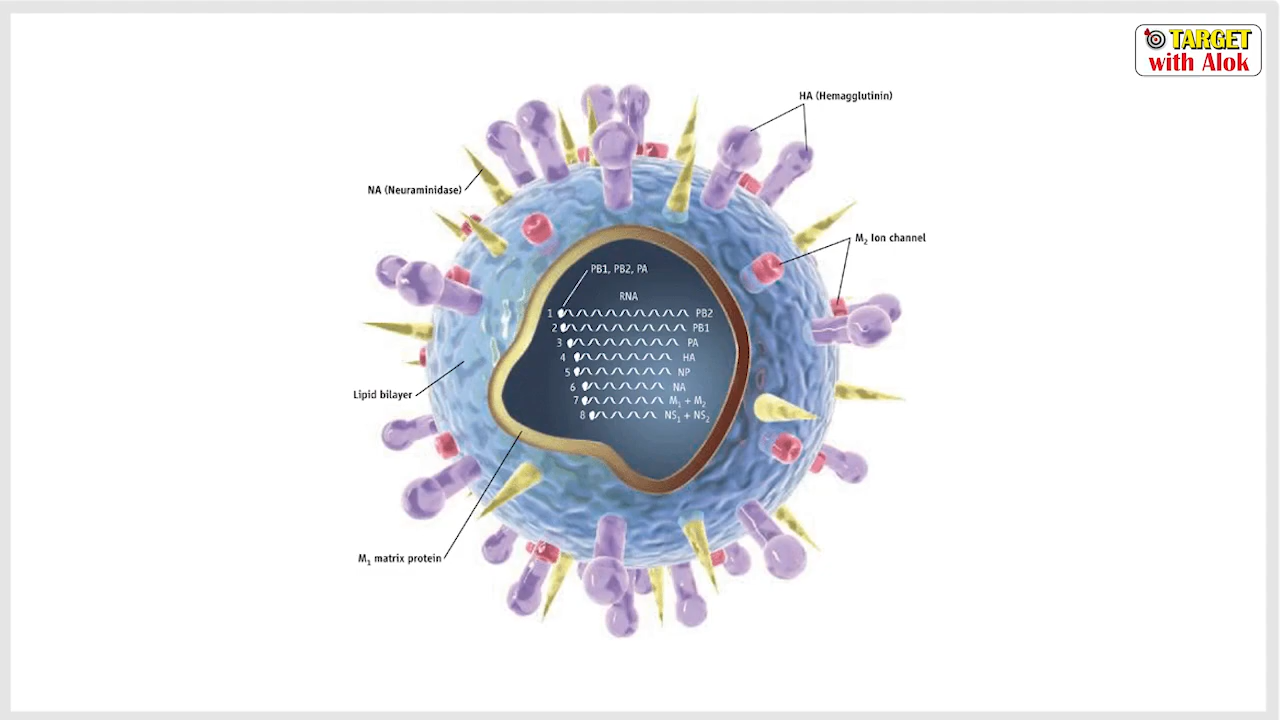 TARGET
with Alok
HA (Hemagglutinin)
NA (Neuraminidase)
M₂ Ion channel
PB1, PB2, PA
RNA
1 PB2
2 PB1
3 PA
4 HA
5 NP
6 NA
7 M₁ + M₂
8 NS₁ + NS₂
Lipid bilayer
M₁ matrix protein